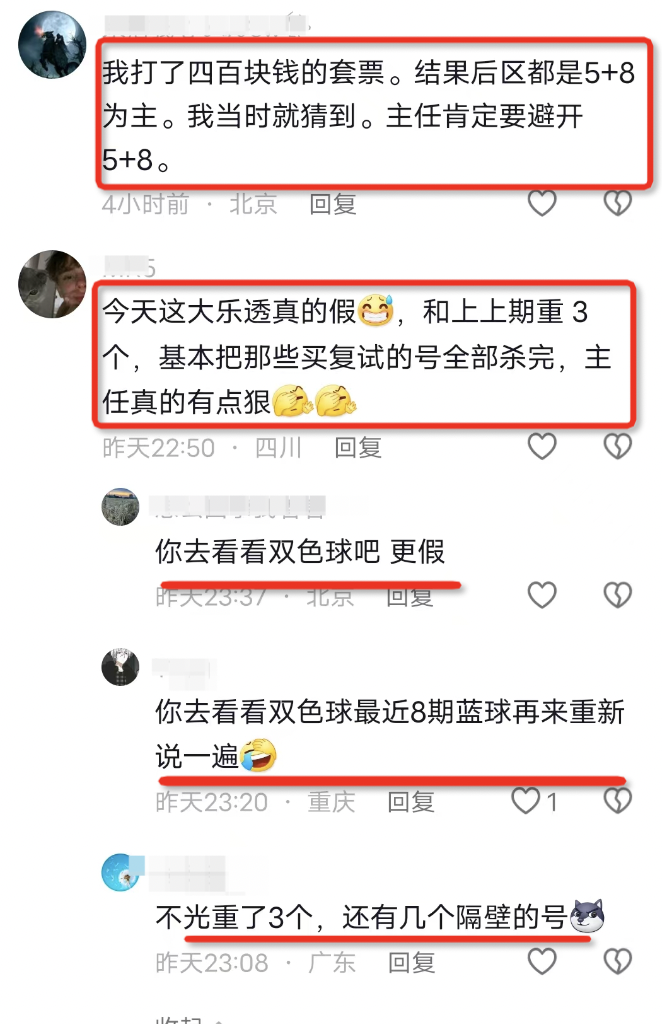 我打了四百块钱的套票。结果后区都是5+8
为主。我当时就猜到。主任肯定要避开
5+8。
4小时前 · 北京 回复
今天这大乐透真的假，和上上期重 3
个，基本把那些买复试的号全部杀完，主
任真的有点狠
昨天22:50 · 四川 回复
你去看看双色球吧 更假
昨天23:37 · 北京 回复
你去看看双色球最近8期蓝球再来重新
说一遍
昨天23:20 · 重庆 回复 1
不光重了3个，还有几个隔壁的号
昨天23:08 · 广东 回复